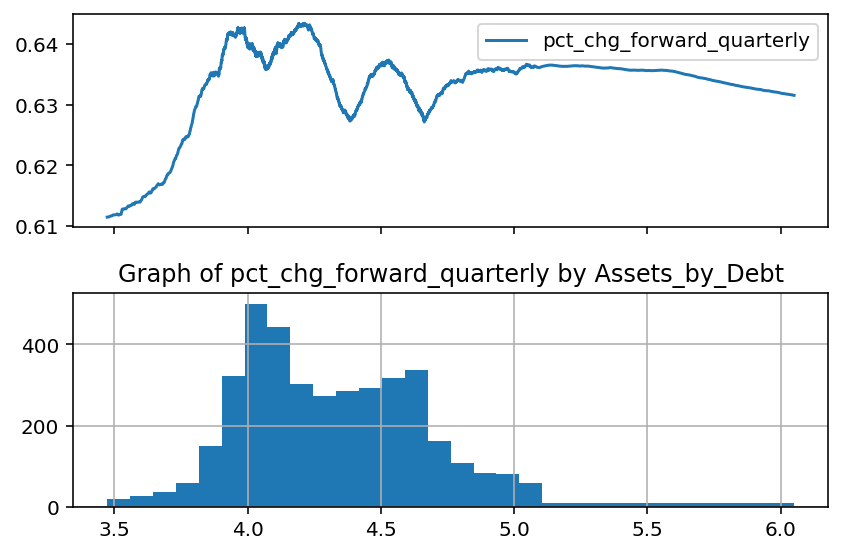 0.64
0.63
0.62
0.61
pct_chg_forward_quarterly
Graph of pct_chg_forward_quarterly by Assets_by_Debt
400
200
0
3.5 4.0 4.5 5.0 5.5 6.0